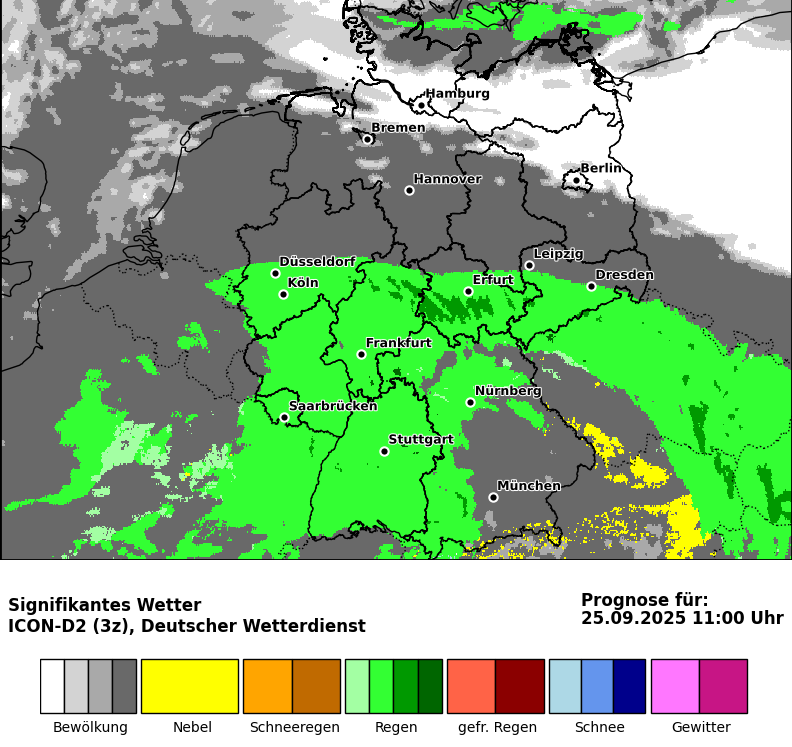 Hamburg
Bremen
Berlin
Hannover
Leipzig
Düsseldorf
Dresden
Köln
Erfurt
Frankfurt
Nürnberg
Saarbrücken
Stuttgart
München
Signifikantes Wetter
ICON-D2 (3z), Deutscher Wetterdienst
Prognose für:
25.09.2025 11:00 Uhr
Bewölkung Nebel Schneeregen Regen gefr. Regen Schnee Gewitter